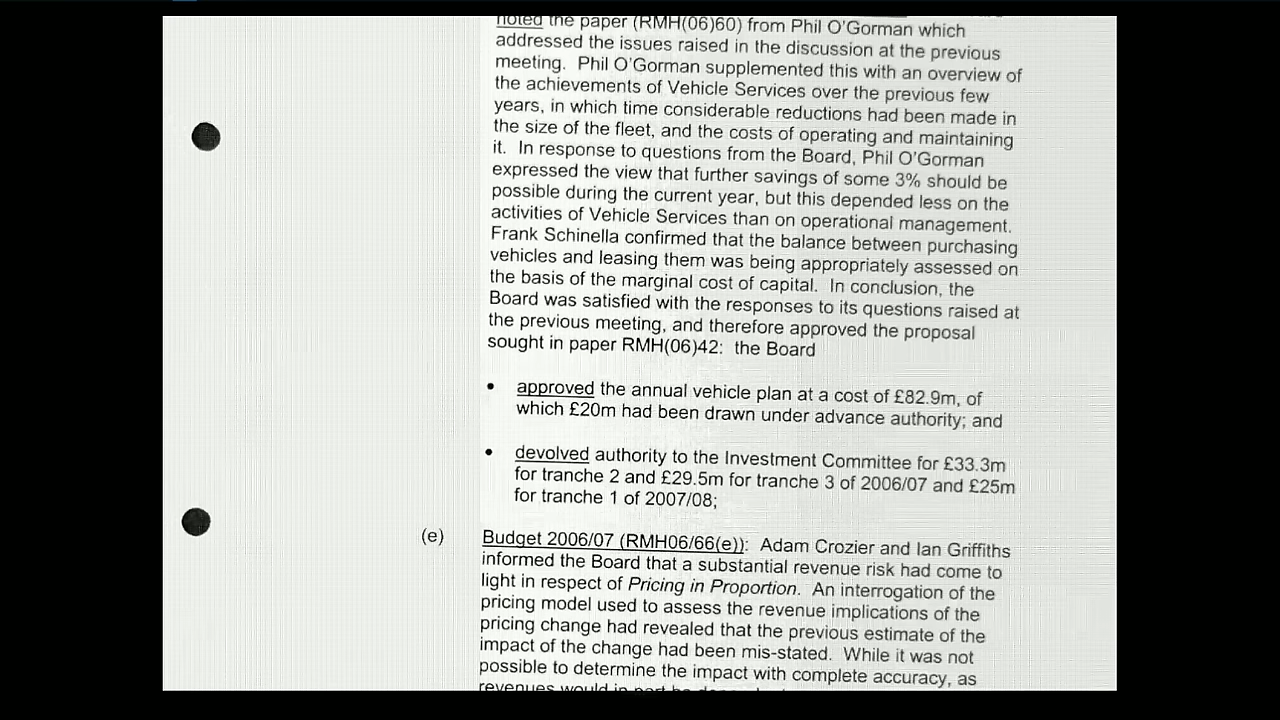 noted the paper (RMH(06)60) from Phil O'Gorman which
addressed the issues raised in the discussion at the previous
meeting. Phil O'Gorman supplemented this with an overview of
the achievements of Vehicle Services over the previous few
years, in which time considerable reductions had been made in
the size of the fleet, and the costs of operating and maintaining
it. In response to questions from the Board, Phil O'Gorman
expressed the view that further savings of some 3% should be
possible during the current year, but this depended less on the
activities of Vehicle Services than on operational management.
Frank Schinella confirmed that the balance between purchasing
vehicles and leasing them was being appropriately assessed on
the basis of the marginal cost of capital. In conclusion, the
Board was satisfied with the responses to its questions raised at
the previous meeting, and therefore approved the proposal
sought in paper RMH(06)42: the Board
• approved the annual vehicle plan at a cost of £82.9m, of
which £20m had been drawn under advance authority; and
• devolved authority to the Investment Committee for £33.3m
for tranche 2 and £29.5m for tranche 3 of 2006/07 and £25m
for tranche 1 of 2007/08;
(e) Budget 2006/07 (RMH06/66(e)): Adam Crozier and Ian Griffiths
informed the Board that a substantial revenue risk had come to
light in respect of Pricing in Proportion. An interrogation of the
pricing model used to assess the revenue implications of the
pricing change had revealed that the previous estimate of the
impact of the change had been mis-stated. While it was not
possible to determine the impact with complete accuracy, as
revenues would in part be